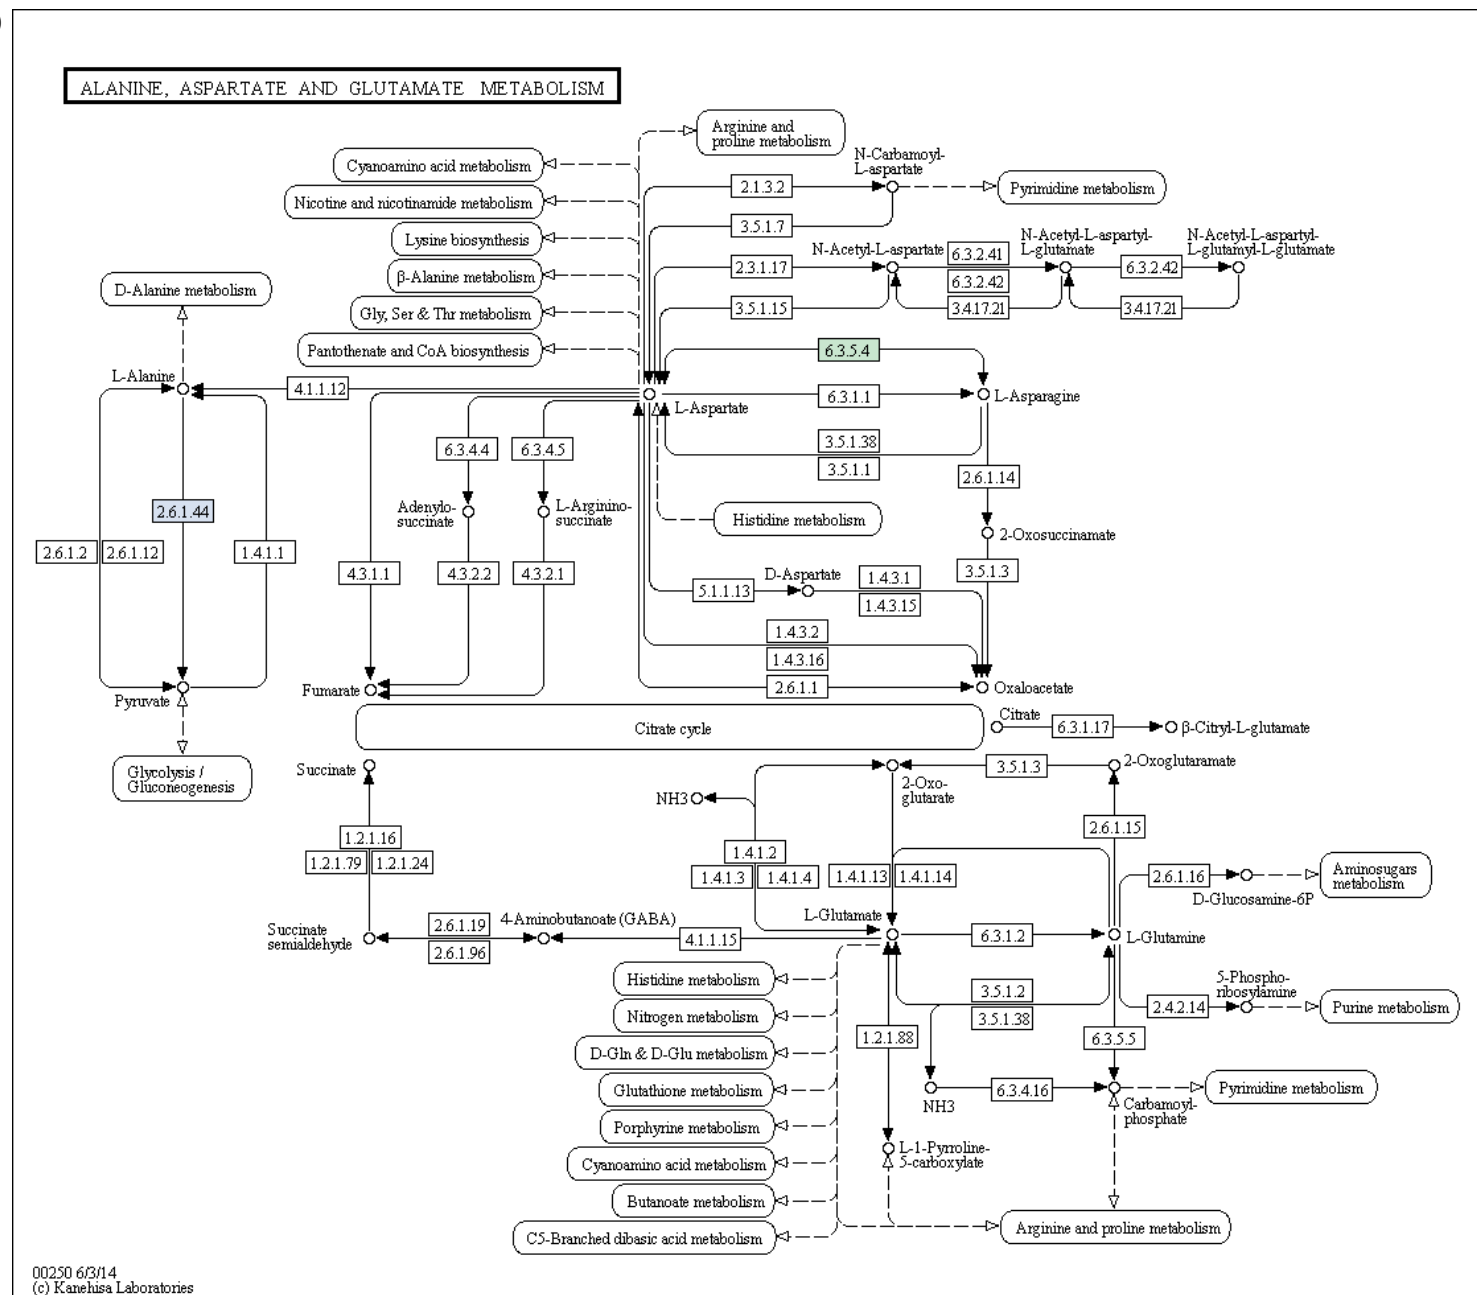 )
ALANINE, ASPARTATE AND GLUTAMATE METABOLISM
Arginine and
proline metabolism
Cyanoamino acid metabolism
N-Carbamoyl-
L-aspartate
2.1.3.2
Pyrimidine metabolism
Nicotine and nicotinamide metabolism
3.5.1.7
Lysine biosynthesis
N-Acetyl-L-aspartate
6.3.2.41
N-Acetyl-L-aspartyl-
L-glutamate
N-Acetyl-L-aspartyl-
L-glutamyl-L-glutamate
2.3.1.17
6.3.2.42
6.3.2.42
β-Alanine metabolism
D-Alanine metabolism
3.5.1.15
3.4.17.21
3.4.17.21
Gly, Ser & Thr metabolism
Pantothenate and CoA biosynthesis
6.3.5.4
L-Alanine
4.1.1.12
L-Aspartate
6.3.1.1
L-Asparagine
6.3.4.4
6.3.4.5
3.5.1.38
3.5.1.1
2.6.1.14
2.6.1.44
Adenylo-
succinate
L-Arginino-
succinate
Histidine metabolism
2-Oxosuccinamate
2.6.1.2
2.6.1.12
1.4.1.1
4.3.1.1
4.3.2.2
4.3.2.1
D-Aspartate
5.1.1.13
1.4.3.1
1.4.3.15
3.5.1.3
1.4.3.2
1.4.3.16
2.6.1.1
Pyruvate
Fumarate
Oxaloacetate
Citrate cycle
Citrate
6.3.1.17
β-Citryl-L-glutamate
Glycolysis /
Gluconeogenesis
Succinate
2-Oxo-
glutarate
3.5.1.3
2-Oxoglutaramate
NH3
1.2.1.16
1.2.1.79
1.2.1.24
1.4.1.2
1.4.1.3
1.4.1.4
1.4.1.13
1.4.1.14
2.6.1.15
2.6.1.16
D-Glucosamine-6P
Aminosugars
metabolism
Succinate
semialdehyde
2.6.1.19
2.6.1.96
4-Aminobutanoate (GABA)
4.1.1.15
L-Glutamate
6.3.1.2
L-Glutamine
Histidine metabolism
3.5.1.2
3.5.1.38
5-Phospho-
ribosylamine
2.4.2.14
Purine metabolism
Nitrogen metabolism
1.2.1.88
6.3.5.5
D-Gln & D-Glu metabolism
Glutathione metabolism
NH3
6.3.4.16
Carbamoyl-
phosphate
Pyrimidine metabolism
Porphyrine metabolism
L-1-Pyrroline-
5-carboxylate
Cyanoamino acid metabolism
Butanoate metabolism
C5-Branched dibasic acid metabolism
Arginine and proline metabolism
00250 6/3/14
(c) Kanehisa Laboratories